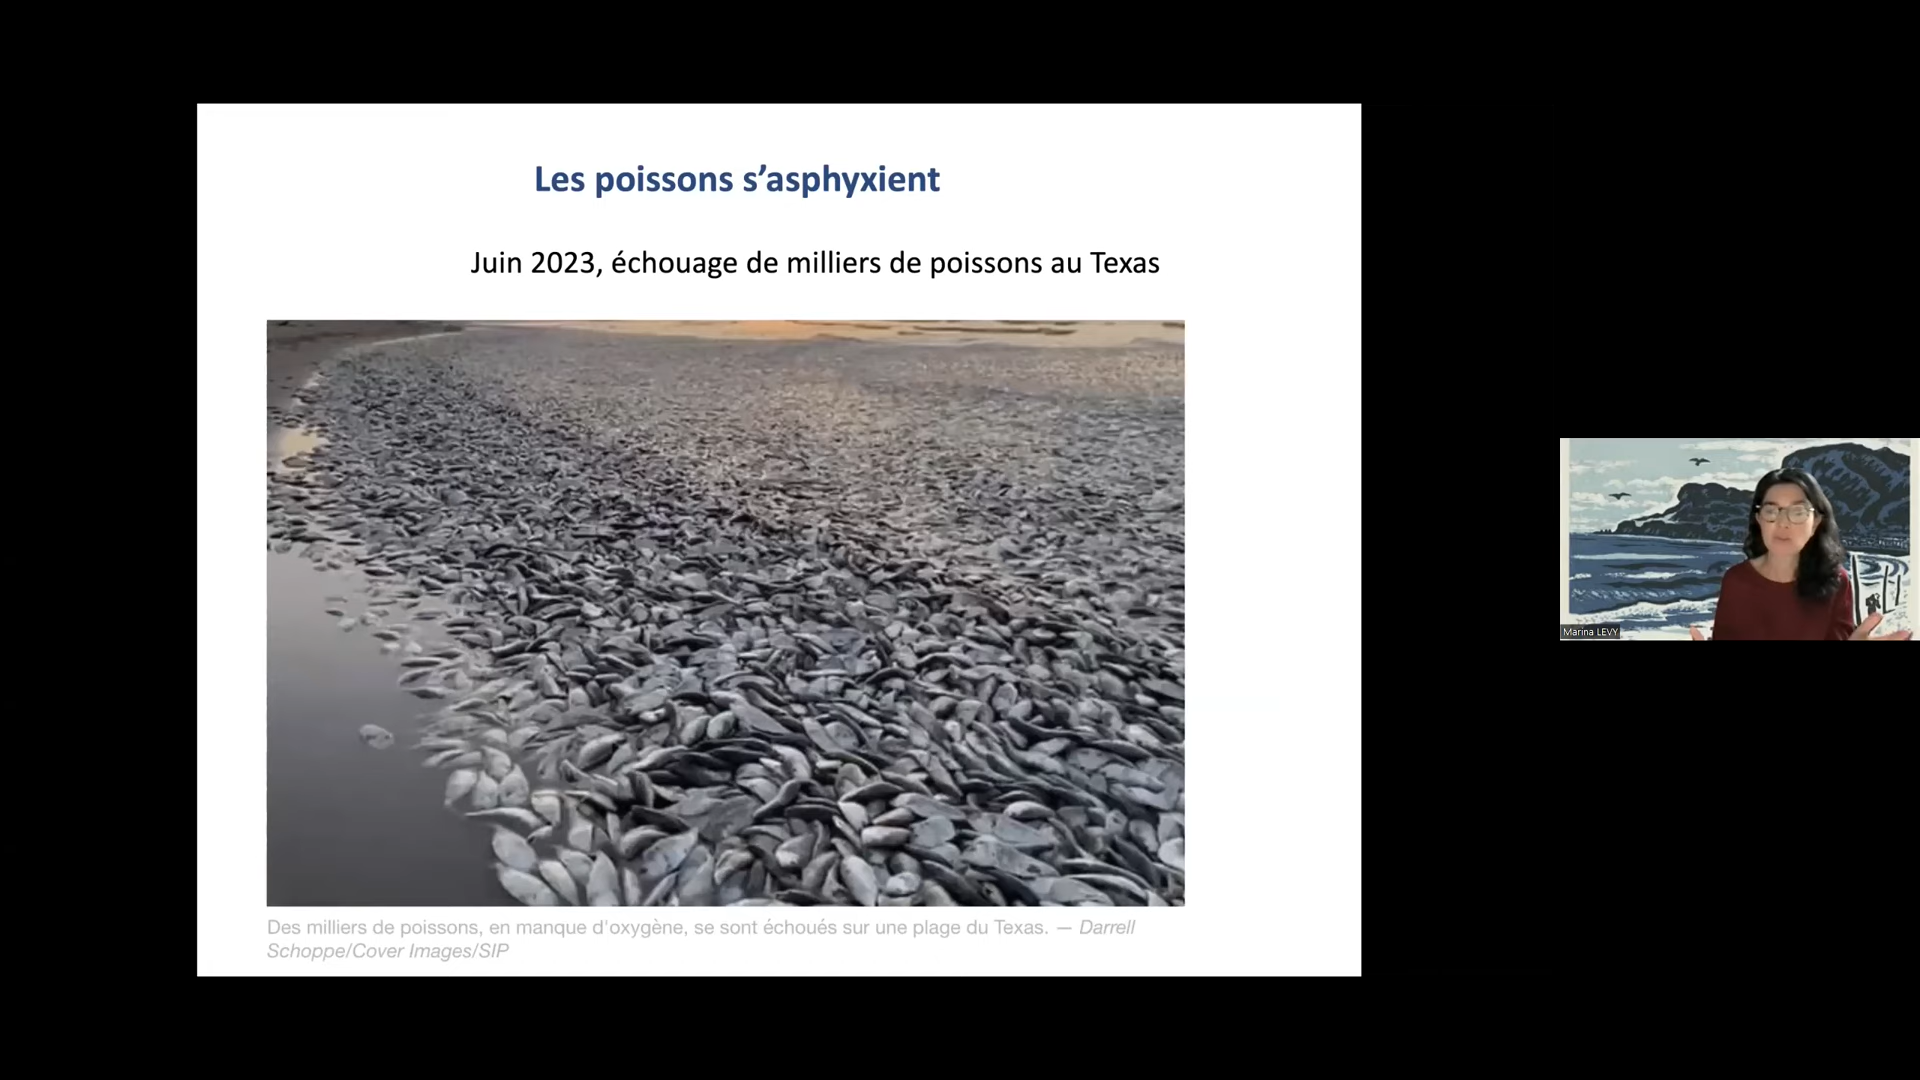 Les poissons s’asphyxient
Juin 2023, échouage de milliers de poissons au Texas
Des milliers de poissons, en manque d'oxygène, se sont échoués sur une plage du Texas. — Darrell
Schoppe/Cover Images/SIP
Marina LEVY